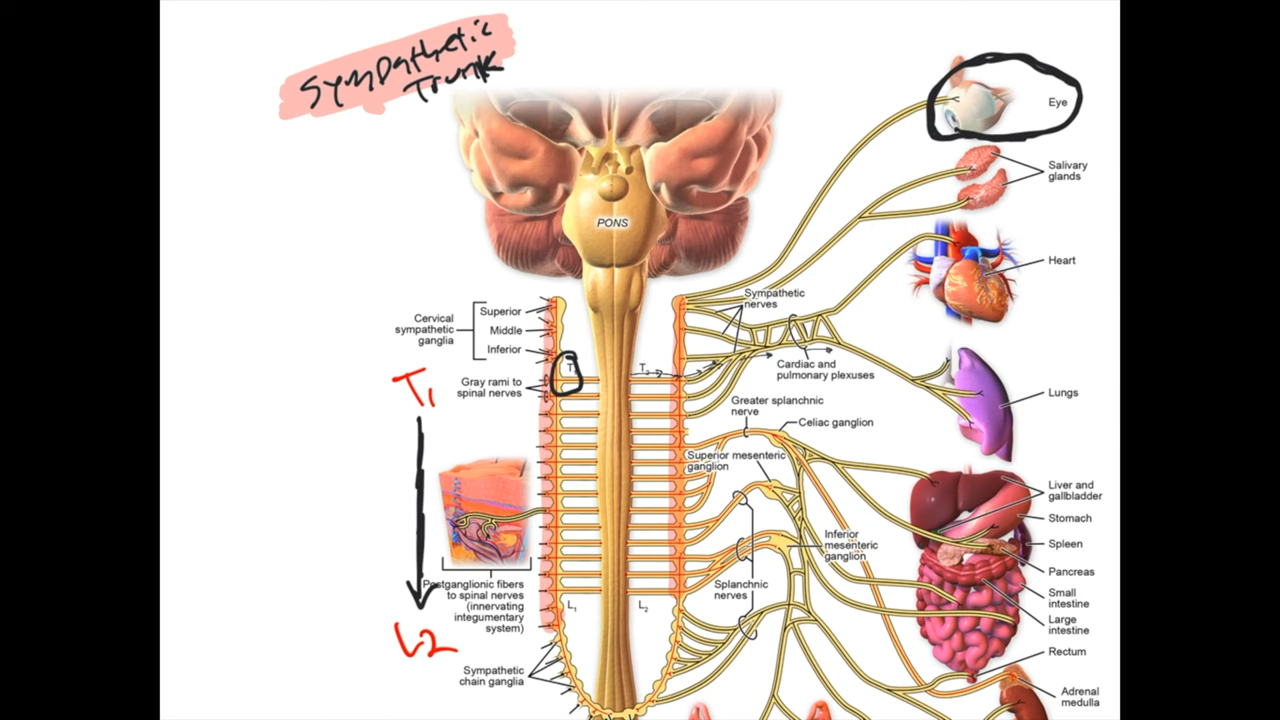 Sympathetic
Trunk
Eye
Salivary
glands
PONS
Heart
Sympathetic
nerves
Cervical
sympathetic
ganglia
Superior
Middle
Inferior
T1
Gray rami to
spinal nerves
Cardiac and
pulmonary plexuses
Lungs
Greater splanchnic
nerve
Celiac ganglion
Superior mesenteric
ganglion
Liver and
gallbladder
Stomach
Inferior
mesenteric
ganglion
Spleen
Pancreas
Splanchnic
nerves
Small
intestine
Postganglionic fibers
to spinal nerves
(innervating
integumentary
system)
L₁
L₂
Large
intestine
L2
Rectum
Sympathetic
chain ganglia
Adrenal
medulla